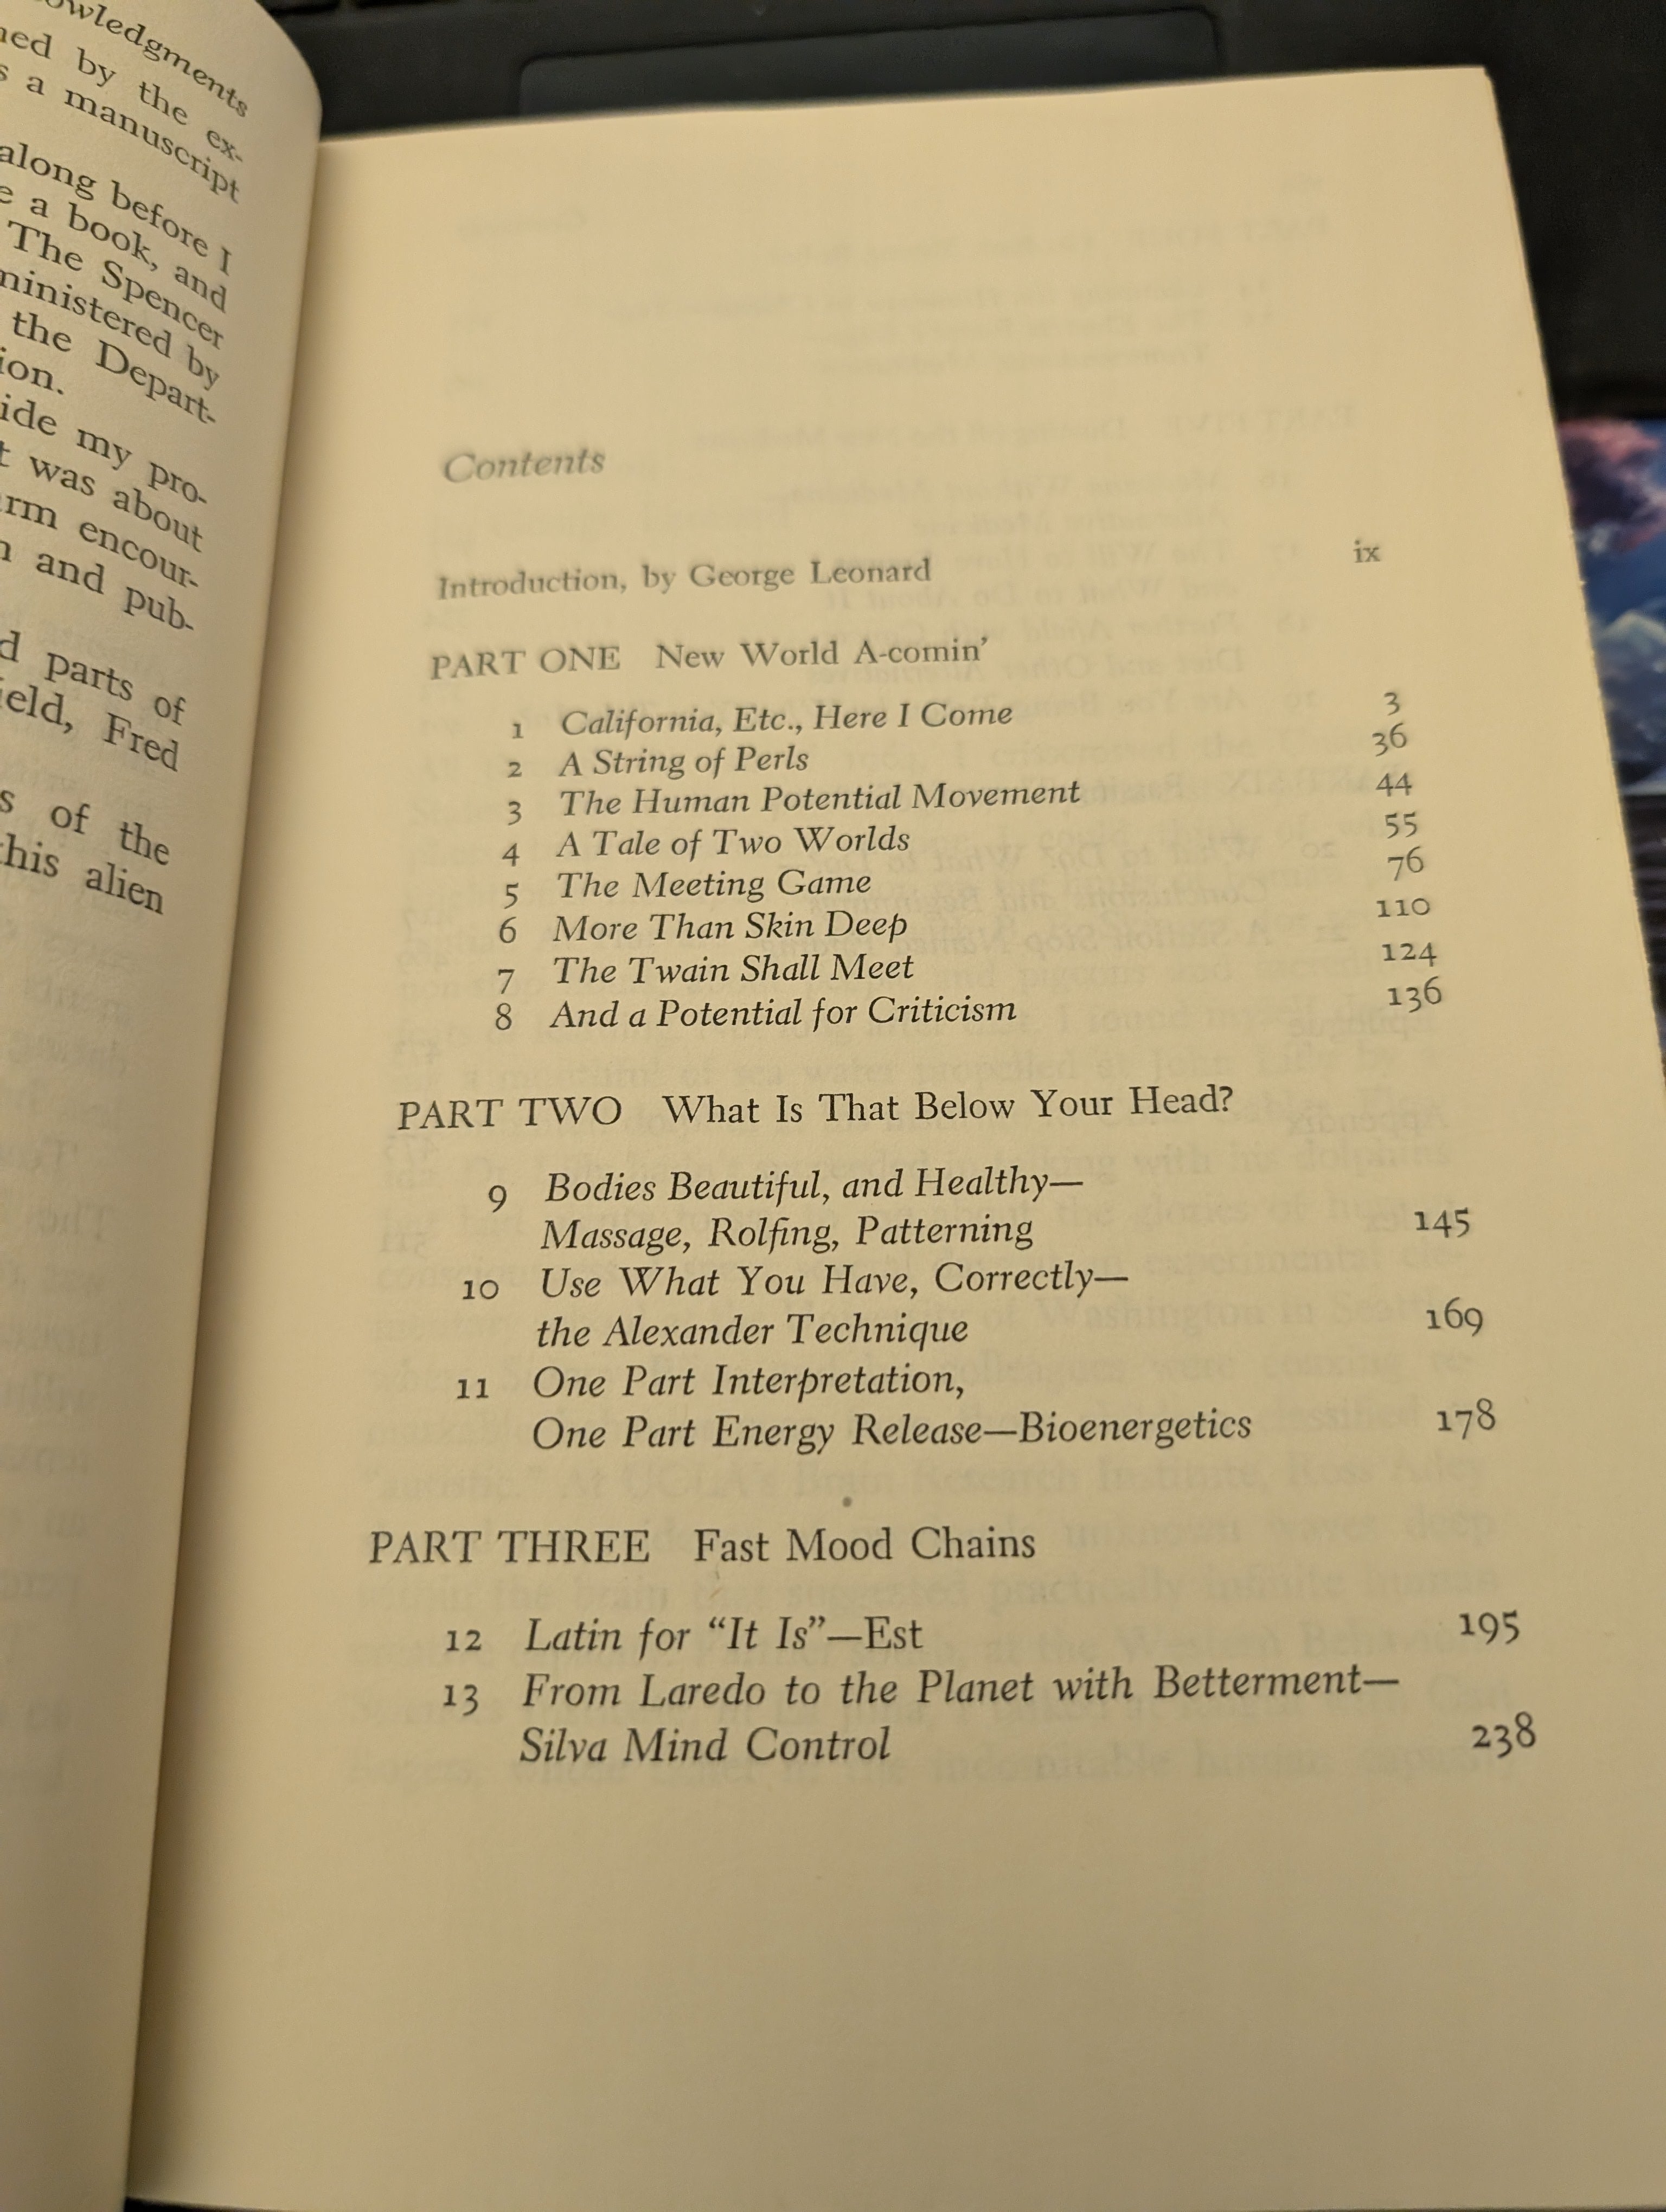 owledgments
ned by the ex-
s a manuscript
along before I
e a book, and
The Spencer
ministered by
the Depart-
ion.
ide my pro-
t was about
arm encour-
n and pub-
d parts of
ield, Fred
s of the
this alien
Contents
Introduction, by George Leonard ix
PART ONE New World A-comin’
1 California, Etc., Here I Come 3
2 A String of Perls 36
3 The Human Potential Movement 44
4 A Tale of Two Worlds 55
5 The Meeting Game 76
6 More Than Skin Deep 110
7 The Twain Shall Meet 124
8 And a Potential for Criticism 136
PART TWO What Is That Below Your Head?
9 Bodies Beautiful, and Healthy—
Massage, Rolfing, Patterning 145
10 Use What You Have, Correctly—
the Alexander Technique 169
11 One Part Interpretation,
One Part Energy Release—Bioenergetics 178
PART THREE Fast Mood Chains
12 Latin for “It Is”—Est 195
13 From Laredo to the Planet with Betterment—
Silva Mind Control 238